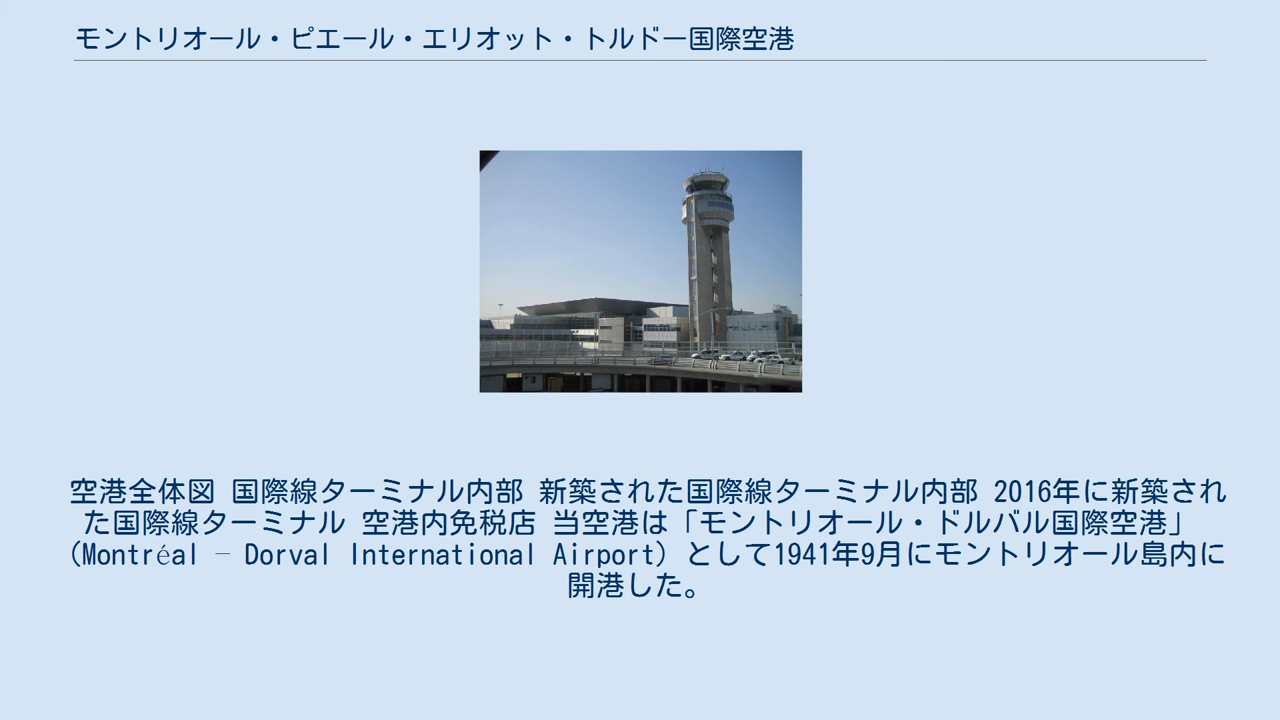 モントリオール・ピエール・エリオット・トルドー国際空港
空港全体図 国際線ターミナル内部 新築された国際線ターミナル内部 2016年に新築され
た国際線ターミナル 空港内免税店 当空港は「モントリオール・ドルバル国際空港」
(Montréal – Dorval International Airport) として1941年9月にモントリオール島内に
開港した。